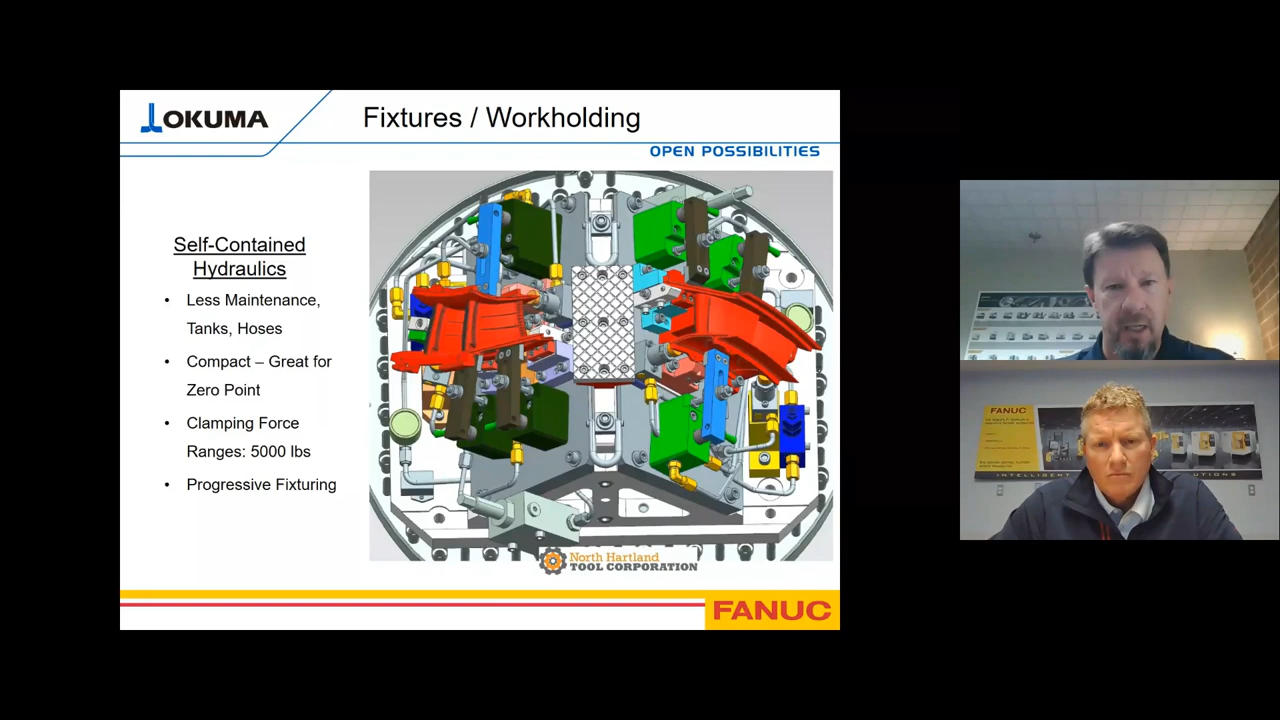 OKUMA
Fixtures / Workholding
OPEN POSSIBILITIES
Self-Contained
Hydraulics
• Less Maintenance,
Tanks, Hoses
• Compact – Great for
Zero Point
• Clamping Force
Ranges: 5000 lbs
• Progressive Fixturing
North Hartland
TOOL CORPORATION
FANUC
FANUC